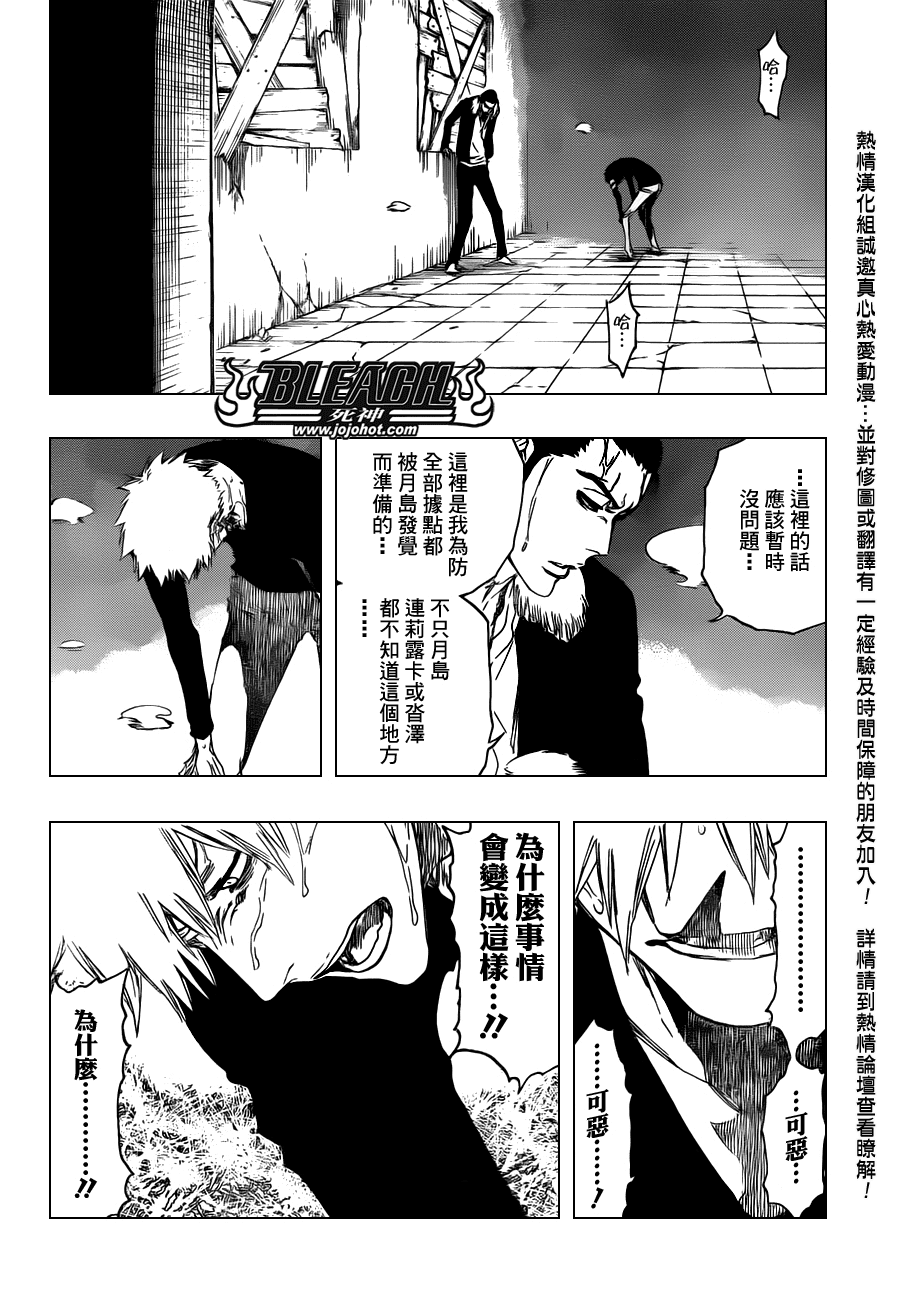 哈…
哈…
BLEACH
死神
www.jojohot.com
…這裡的話
應該暫時
沒問題…
這裡是我為防
全部據點都
被月島發覺
而準備的…
不只月島
連莉露卡或沓澤
都不知道這個地方
……
…………
…可惡…
……可惡……!
為什麼事情
會變成這樣…!!
為什麼…………!!
熱情漢化組誠邀真心熱愛動漫…並對修圖或翻譯有一定經驗及時間保障的朋友加入! 詳情請到熱情論壇查看瞭解!